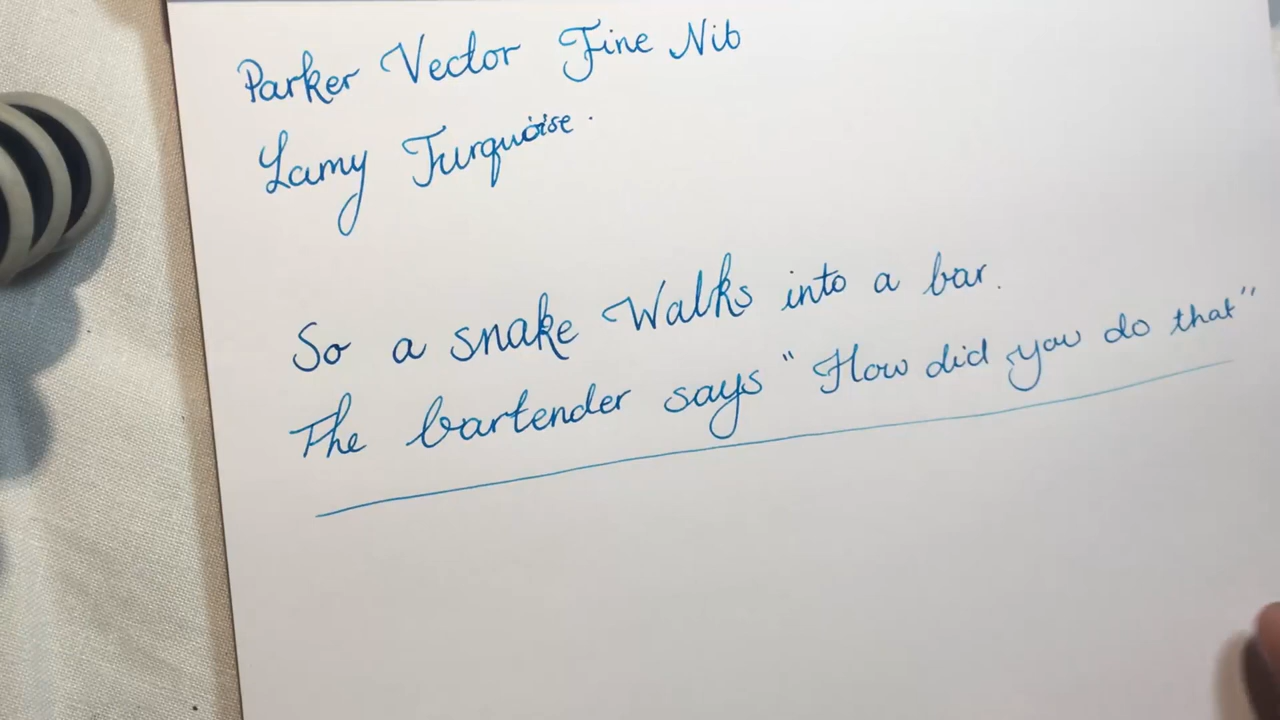 Parker Vector Fine Nib
Lamy Turquoise.
So a snake Walks into a bar.
The bartender says "How did you do that"